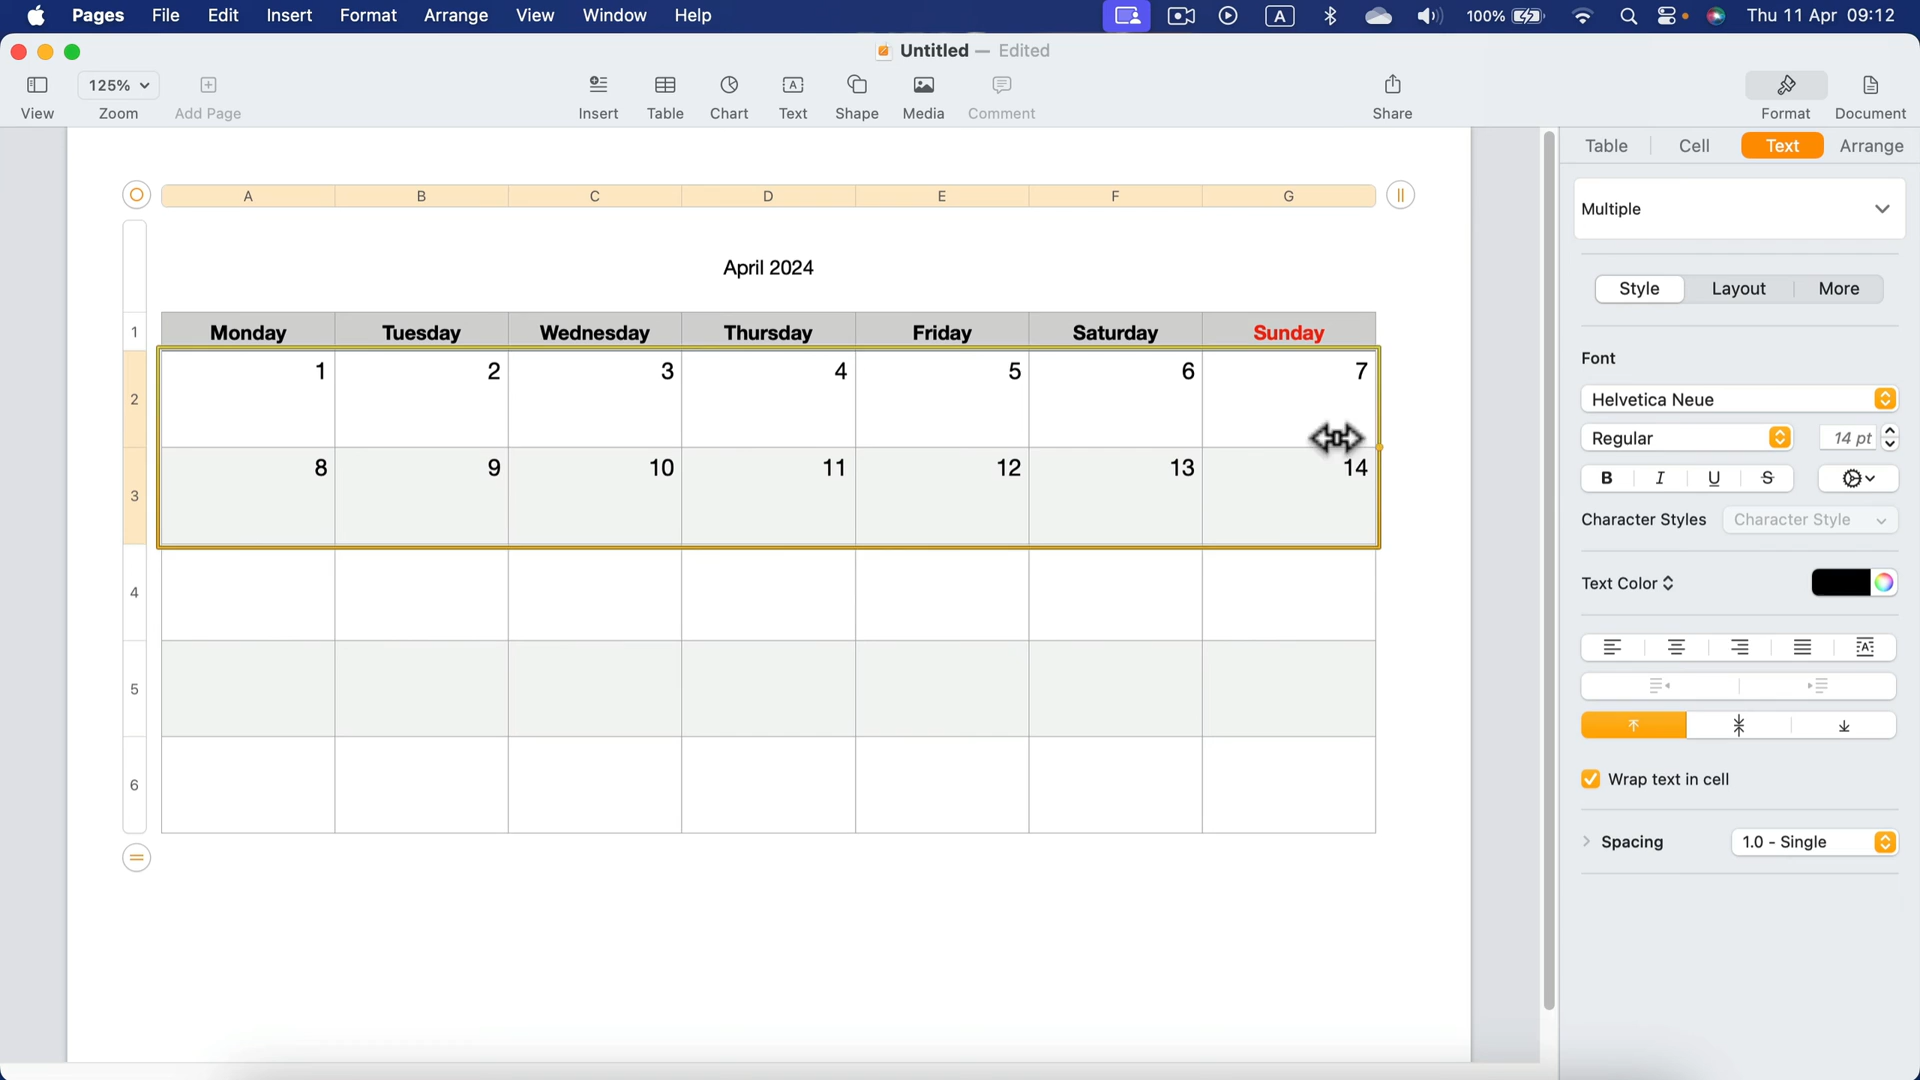 Pages File Edit Insert Format Arrange View Window Help A 100% Thu 11 Apr 09:12
Untitled — Edited
125%
View Zoom Add Page Insert Table Chart Text Shape Media Comment Share Format Document
Table Cell Text Arrange
A B C D E F G
Multiple
April 2024
Style Layout More
1 Monday Tuesday Wednesday Thursday Friday Saturday Sunday
Font
2 1 2 3 4 5 6 7
Helvetica Neue
Regular 14 pt
3 8 9 10 11 12 13 14
B I U S
Character Styles Character Style
4
Text Color
5
A
6
Wrap text in cell
Spacing 1.0 - Single